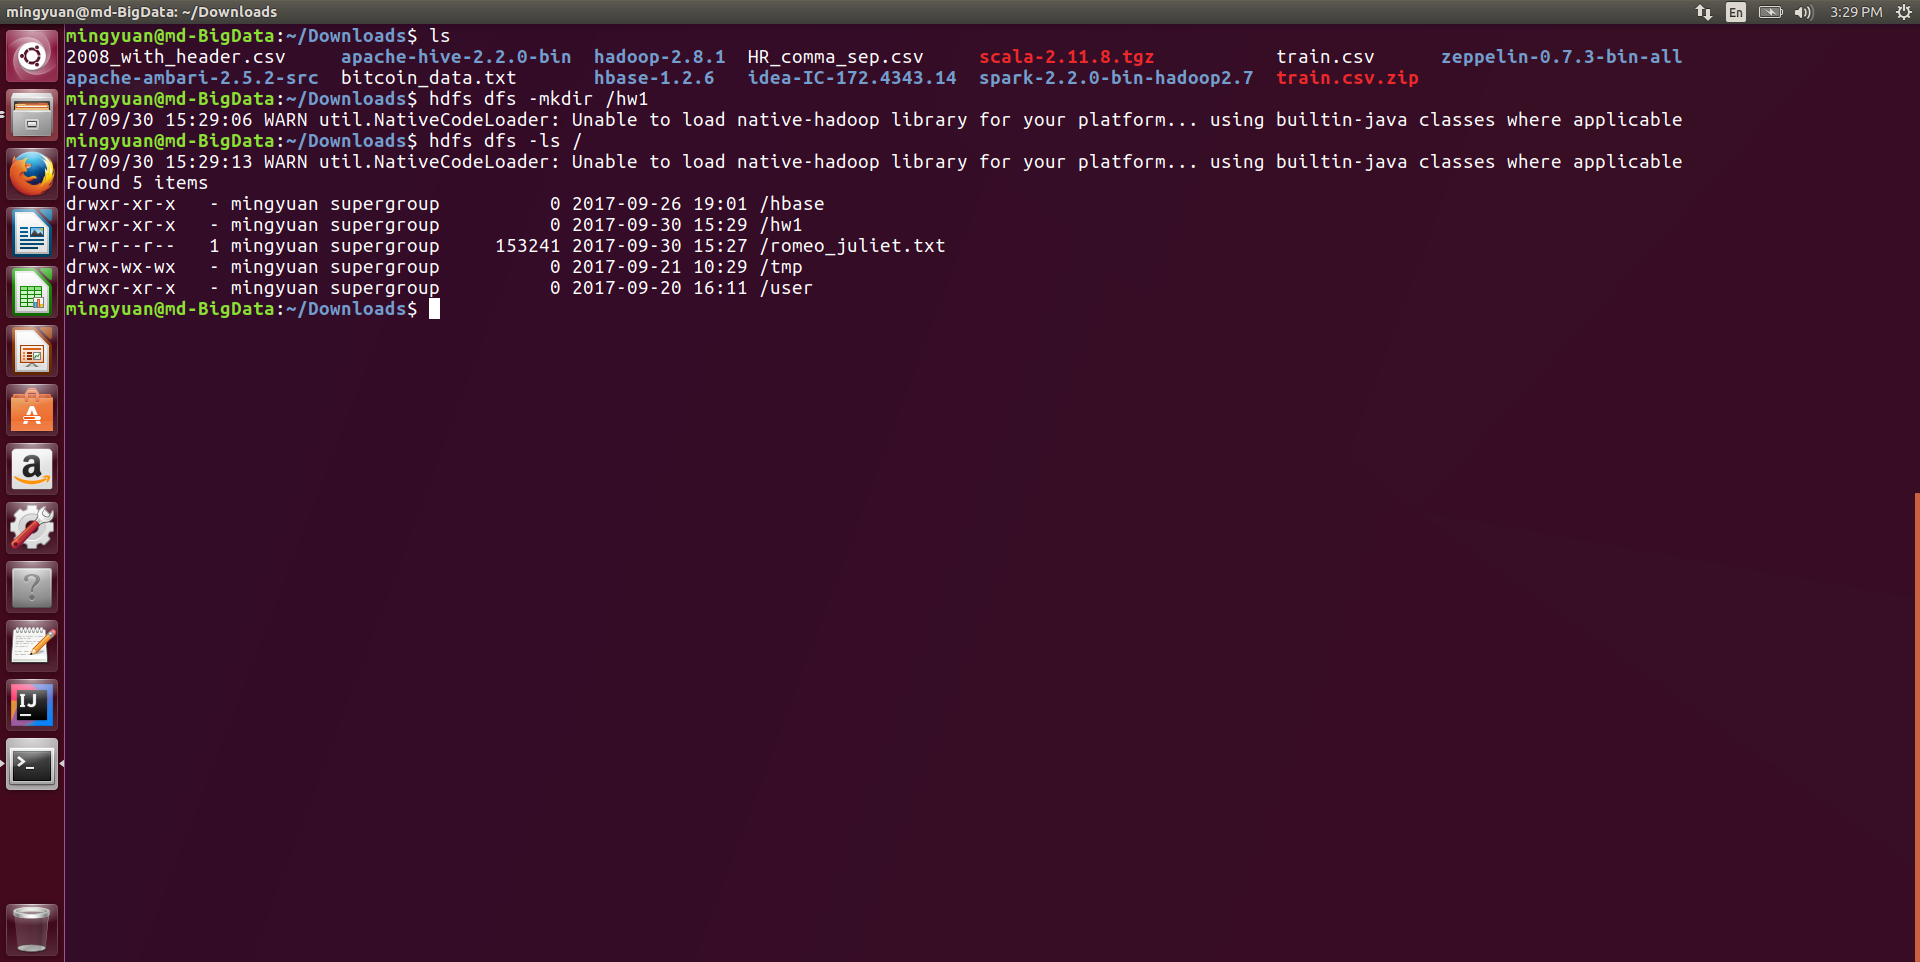 mingyuan@md-BigData: ~/Downloads En 3:29 PM
mingyuan@md-BigData:~/Downloads$ ls
2008_with_header.csv apache-hive-2.2.0-bin hadoop-2.8.1 HR_comma_sep.csv scala-2.11.8.tgz train.csv zeppelin-0.7.3-bin-all
apache-ambari-2.5.2-src bitcoin_data.txt hbase-1.2.6 idea-IC-172.4343.14 spark-2.2.0-bin-hadoop2.7 train.csv.zip
mingyuan@md-BigData:~/Downloads$ hdfs dfs -mkdir /hw1
17/09/30 15:29:06 WARN util.NativeCodeLoader: Unable to load native-hadoop library for your platform... using builtin-java classes where applicable
mingyuan@md-BigData:~/Downloads$ hdfs dfs -ls /
17/09/30 15:29:13 WARN util.NativeCodeLoader: Unable to load native-hadoop library for your platform... using builtin-java classes where applicable
Found 5 items
drwxr-xr-x - mingyuan supergroup 0 2017-09-26 19:01 /hbase
drwxr-xr-x - mingyuan supergroup 0 2017-09-30 15:29 /hw1
-rw-r--r-- 1 mingyuan supergroup 153241 2017-09-30 15:27 /romeo_juliet.txt
drwx-wx-wx - mingyuan supergroup 0 2017-09-21 10:29 /tmp
drwxr-xr-x - mingyuan supergroup 0 2017-09-20 16:11 /user
mingyuan@md-BigData:~/Downloads$
A
a
?
IJ
>_